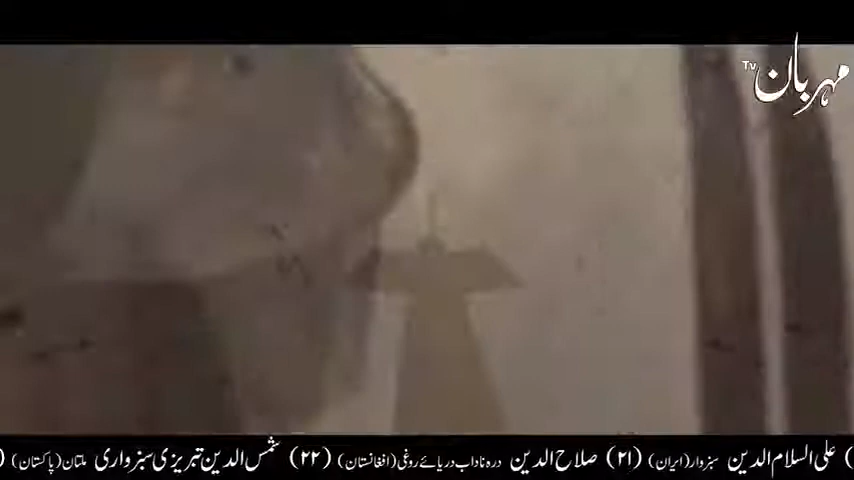 مہربان Tv
) علی السلام الدین سبزوار (ایران) (۲۱) صلاح الدین درہ ناداب دریائے روغی (افغانستان) (۲۲) شمس الدین تبریزی سبزواری ملتان (پاکستان) (